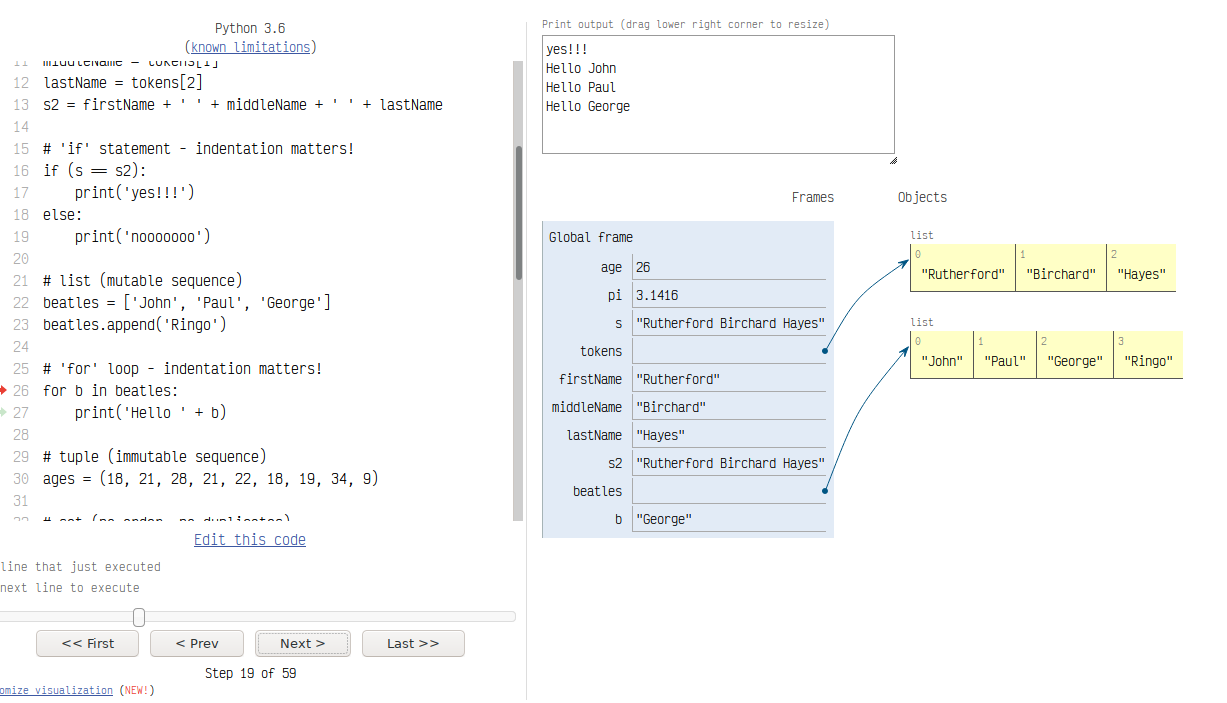 Python 3.6
(known limitations)
11 middleName = tokens[1]
12 lastName = tokens[2]
13 s2 = firstName + ' ' + middleName + ' ' + lastName
14
15 # 'if' statement - indentation matters!
16 if (s == s2):
17 print('yes!!!')
18 else:
19 print('nooooooo')
20
21 # list (mutable sequence)
22 beatles = ['John', 'Paul', 'George']
23 beatles.append('Ringo')
24
25 # 'for' loop - indentation matters!
26 for b in beatles:
27 print('Hello ' + b)
28
29 # tuple (immutable sequence)
30 ages = (18, 21, 28, 21, 22, 18, 19, 34, 9)
31
32 # set (no order, no duplicates)
Edit this code
line that just executed
next line to execute
<< First < Prev Next > Last >>
Step 19 of 59
omize visualization (NEW!)
Print output (drag lower right corner to resize)
yes!!!
Hello John
Hello Paul
Hello George
Frames Objects
Global frame
age 26
pi 3.1416
s "Rutherford Birchard Hayes"
tokens
firstName "Rutherford"
middleName "Birchard"
lastName "Hayes"
s2 "Rutherford Birchard Hayes"
beatles
b "George"
list
0 1 2
"Rutherford" "Birchard" "Hayes"
list
0 1 2 3
"John" "Paul" "George" "Ringo"